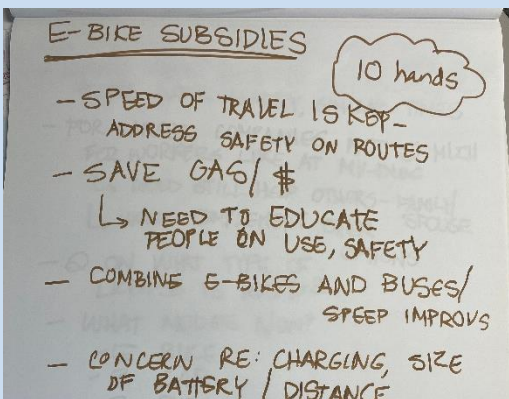 E-BIKE SUBSIDIES
10 hands
- SPEED OF TRAVEL IS KEY-
ADDRESS SAFETY ON ROUTES
- SAVE GAS/$
↳ NEED TO EDUCATE
PEOPLE ON USE, SAFETY
- COMBINE E-BIKES AND BUSES/
SPEED IMPROVS
- CONCERN RE: CHARGING, SIZE
OF BATTERY / DISTANCE